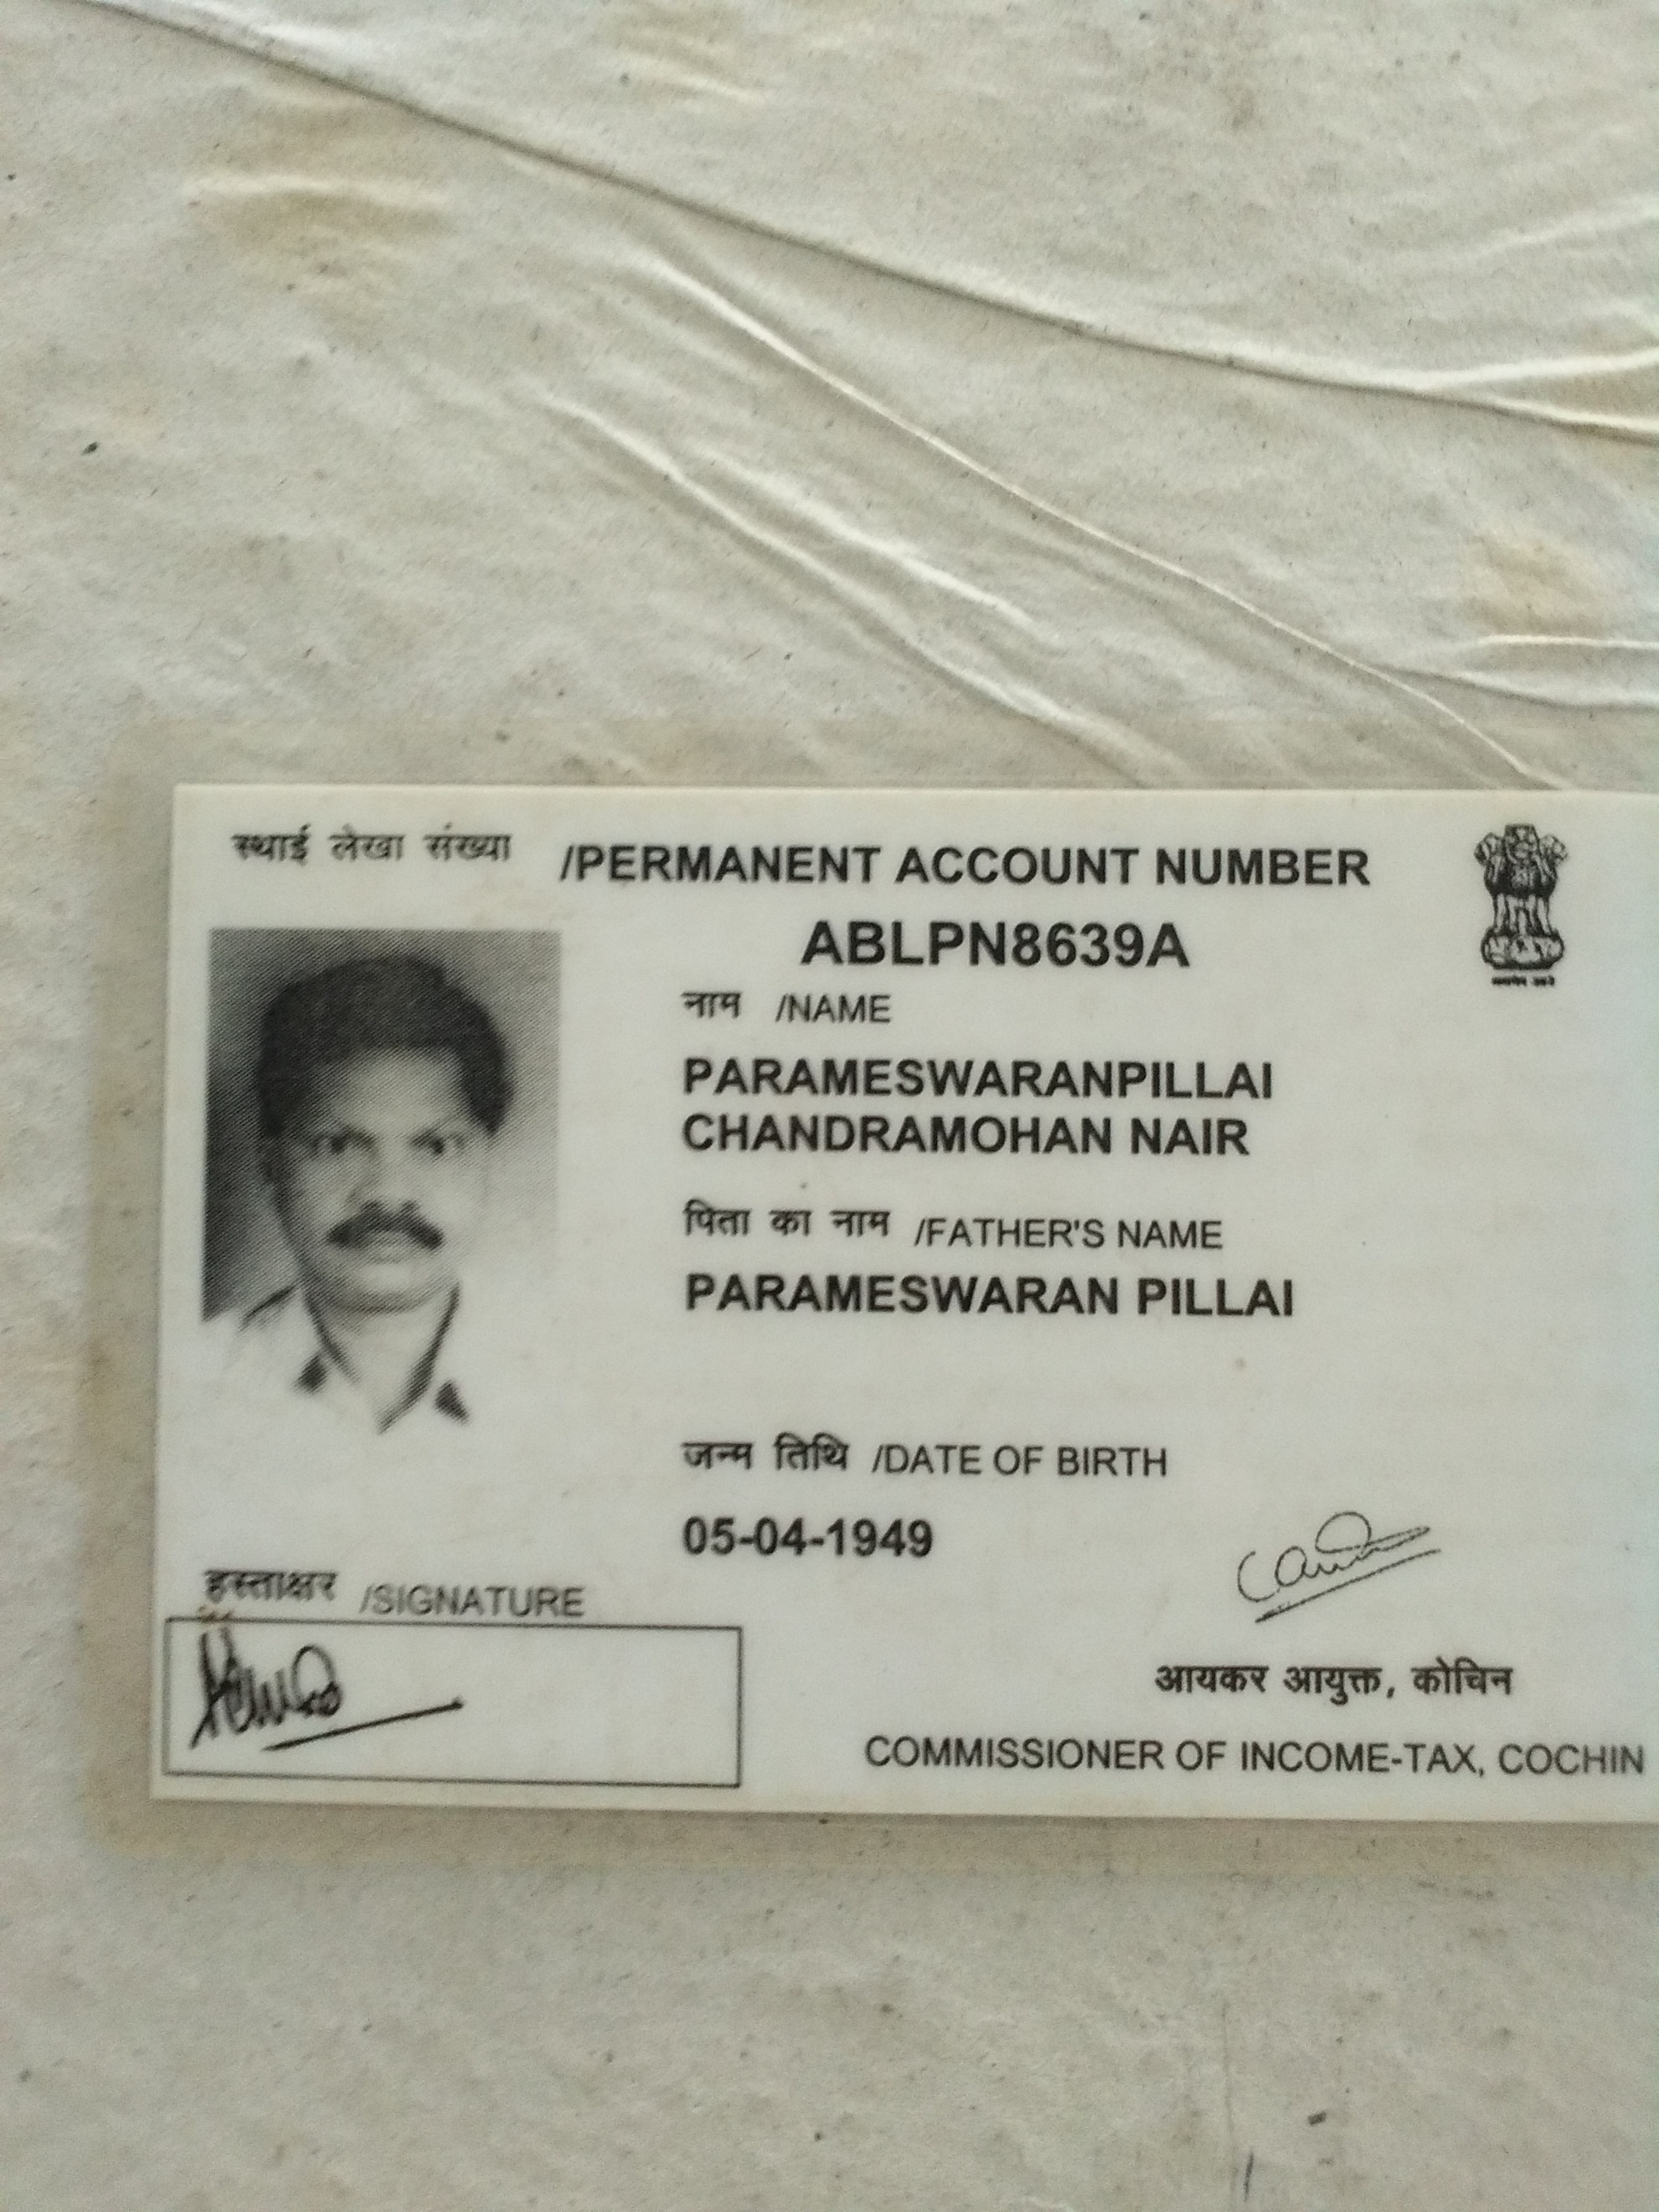 स्थाई लेखा संख्या /PERMANENT ACCOUNT NUMBER
ABLPN8639A
नाम /NAME
PARAMESWARANPILLAI
CHANDRAMOHAN NAIR
पिता का नाम /FATHER'S NAME
PARAMESWARAN PILLAI
जन्म तिथि /DATE OF BIRTH
05-04-1949
हस्ताक्षर /SIGNATURE
आयकर आयुक्त, कोचिन
COMMISSIONER OF INCOME-TAX, COCHIN